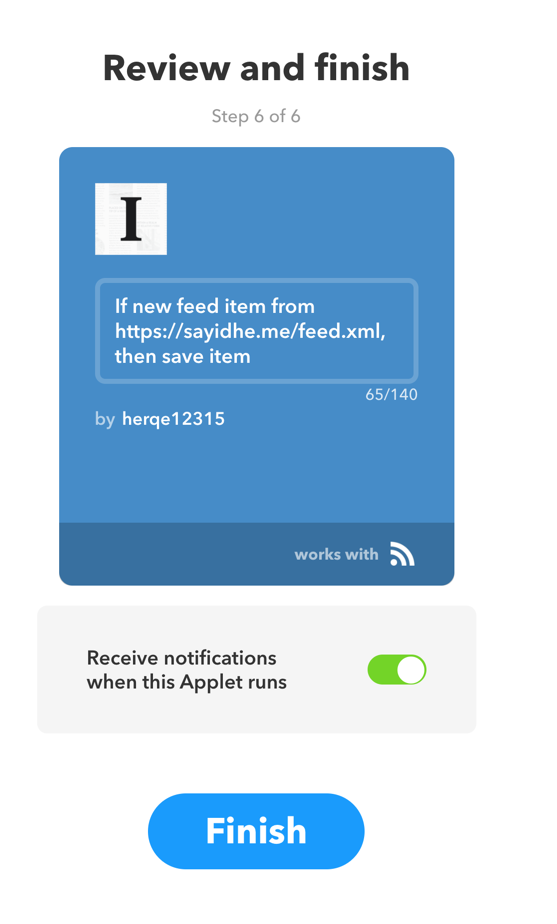 Review and finish
Step 6 of 6
I
If new feed item from
https://sayidhe.me/feed.xml,
then save item
65/140
by herqe12315
works with
Receive notifications
when this Applet runs
Finish